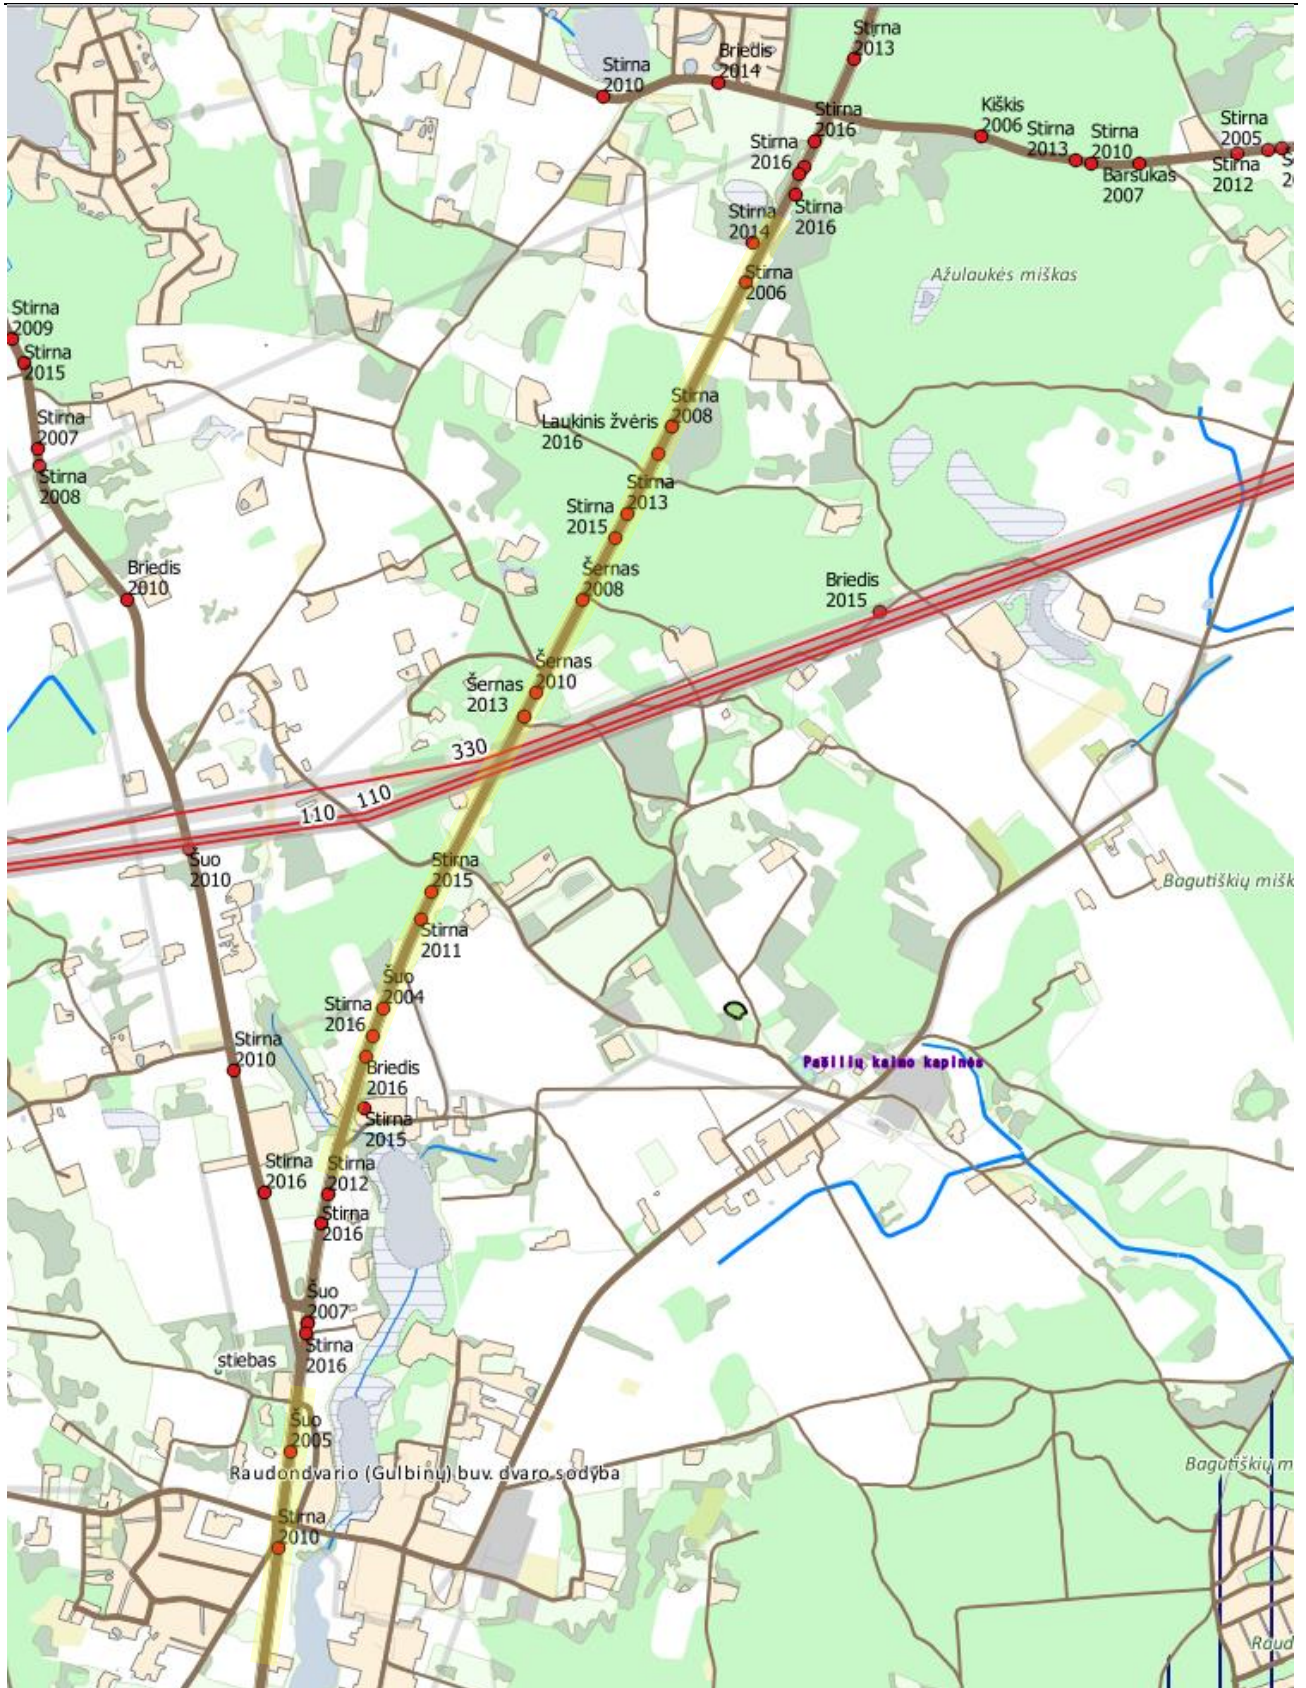 Stirna
2013
Briedis
2014
Stirna
2010
Stirna
2016
Kiškis
2006
Stirna
2013
Stirna
2010
Stirna
2005
Stirna
2016
Barsukas
2007
Stirna
2012
Stirna
2016
Stirna
2014
Stirna
2006
Ažulaukės miškas
Stirna
2009
Stirna
2015
Stirna
2008
Laukinis žvėris
2016
Stirna
2007
Stirna
2008
Stirna
2013
Stirna
2015
Briedis
2010
Šernas
2008
Briedis
2015
Šernas
2010
Šernas
2013
330
110
110
Šuo
2010
Stirna
2015
Bagutiškių mišk
Stirna
2011
Šuo
2004
Stirna
2016
Stirna
2010
Briedis
2016
Pašilių kaimo kapinės
Stirna
2015
Stirna
2016
Stirna
2012
Stirna
2016
Šuo
2007
Stirna
2016
stiebas
Šuo
2005
Raudondvario (Gulbinų) buv. dvaro sodyba
Bagutiškių m
Stirna
2010
Raud